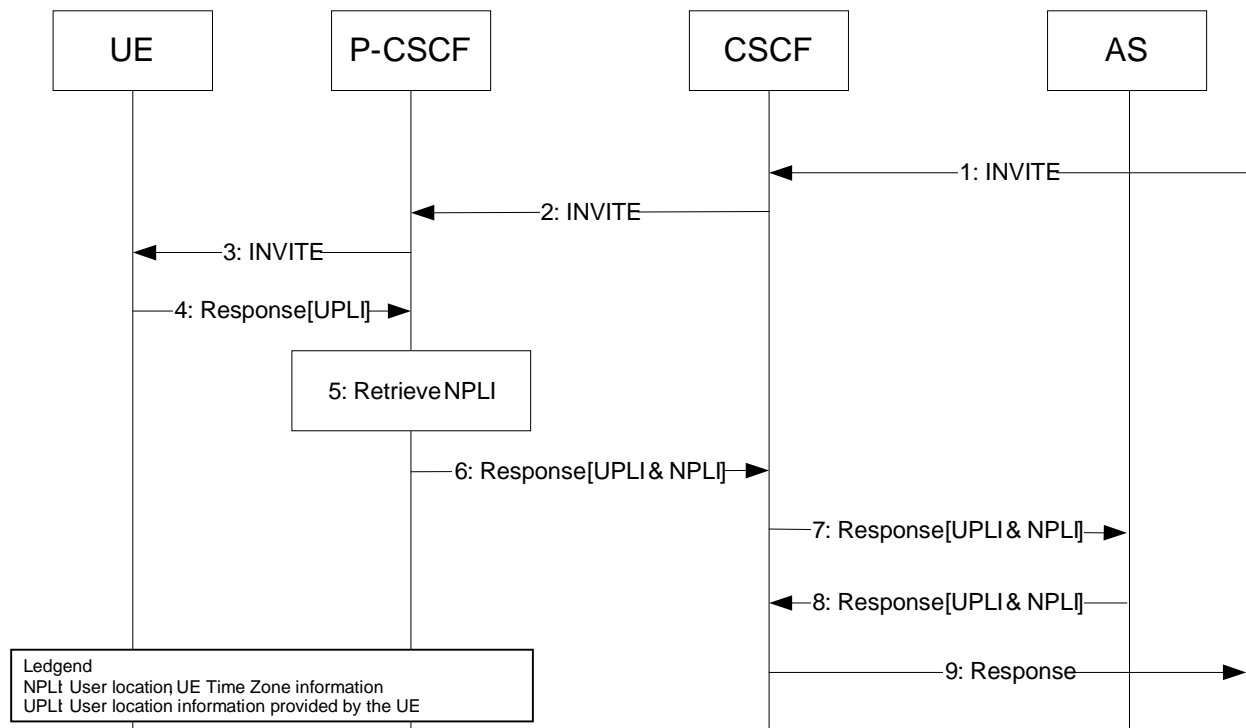 UE
P-CSCF
CSCF
AS
1: INVITE
2: INVITE
3: INVITE
4: Response[UPLI]
5: Retrieve NPLI
6: Response[UPLI & NPLI]
7: Response[UPLI & NPLI]
8: Response[UPLI & NPLI]
9: Response
Ledgend
NPLI: User location, UE Time Zone information
UPLI: User location information provided by the UE